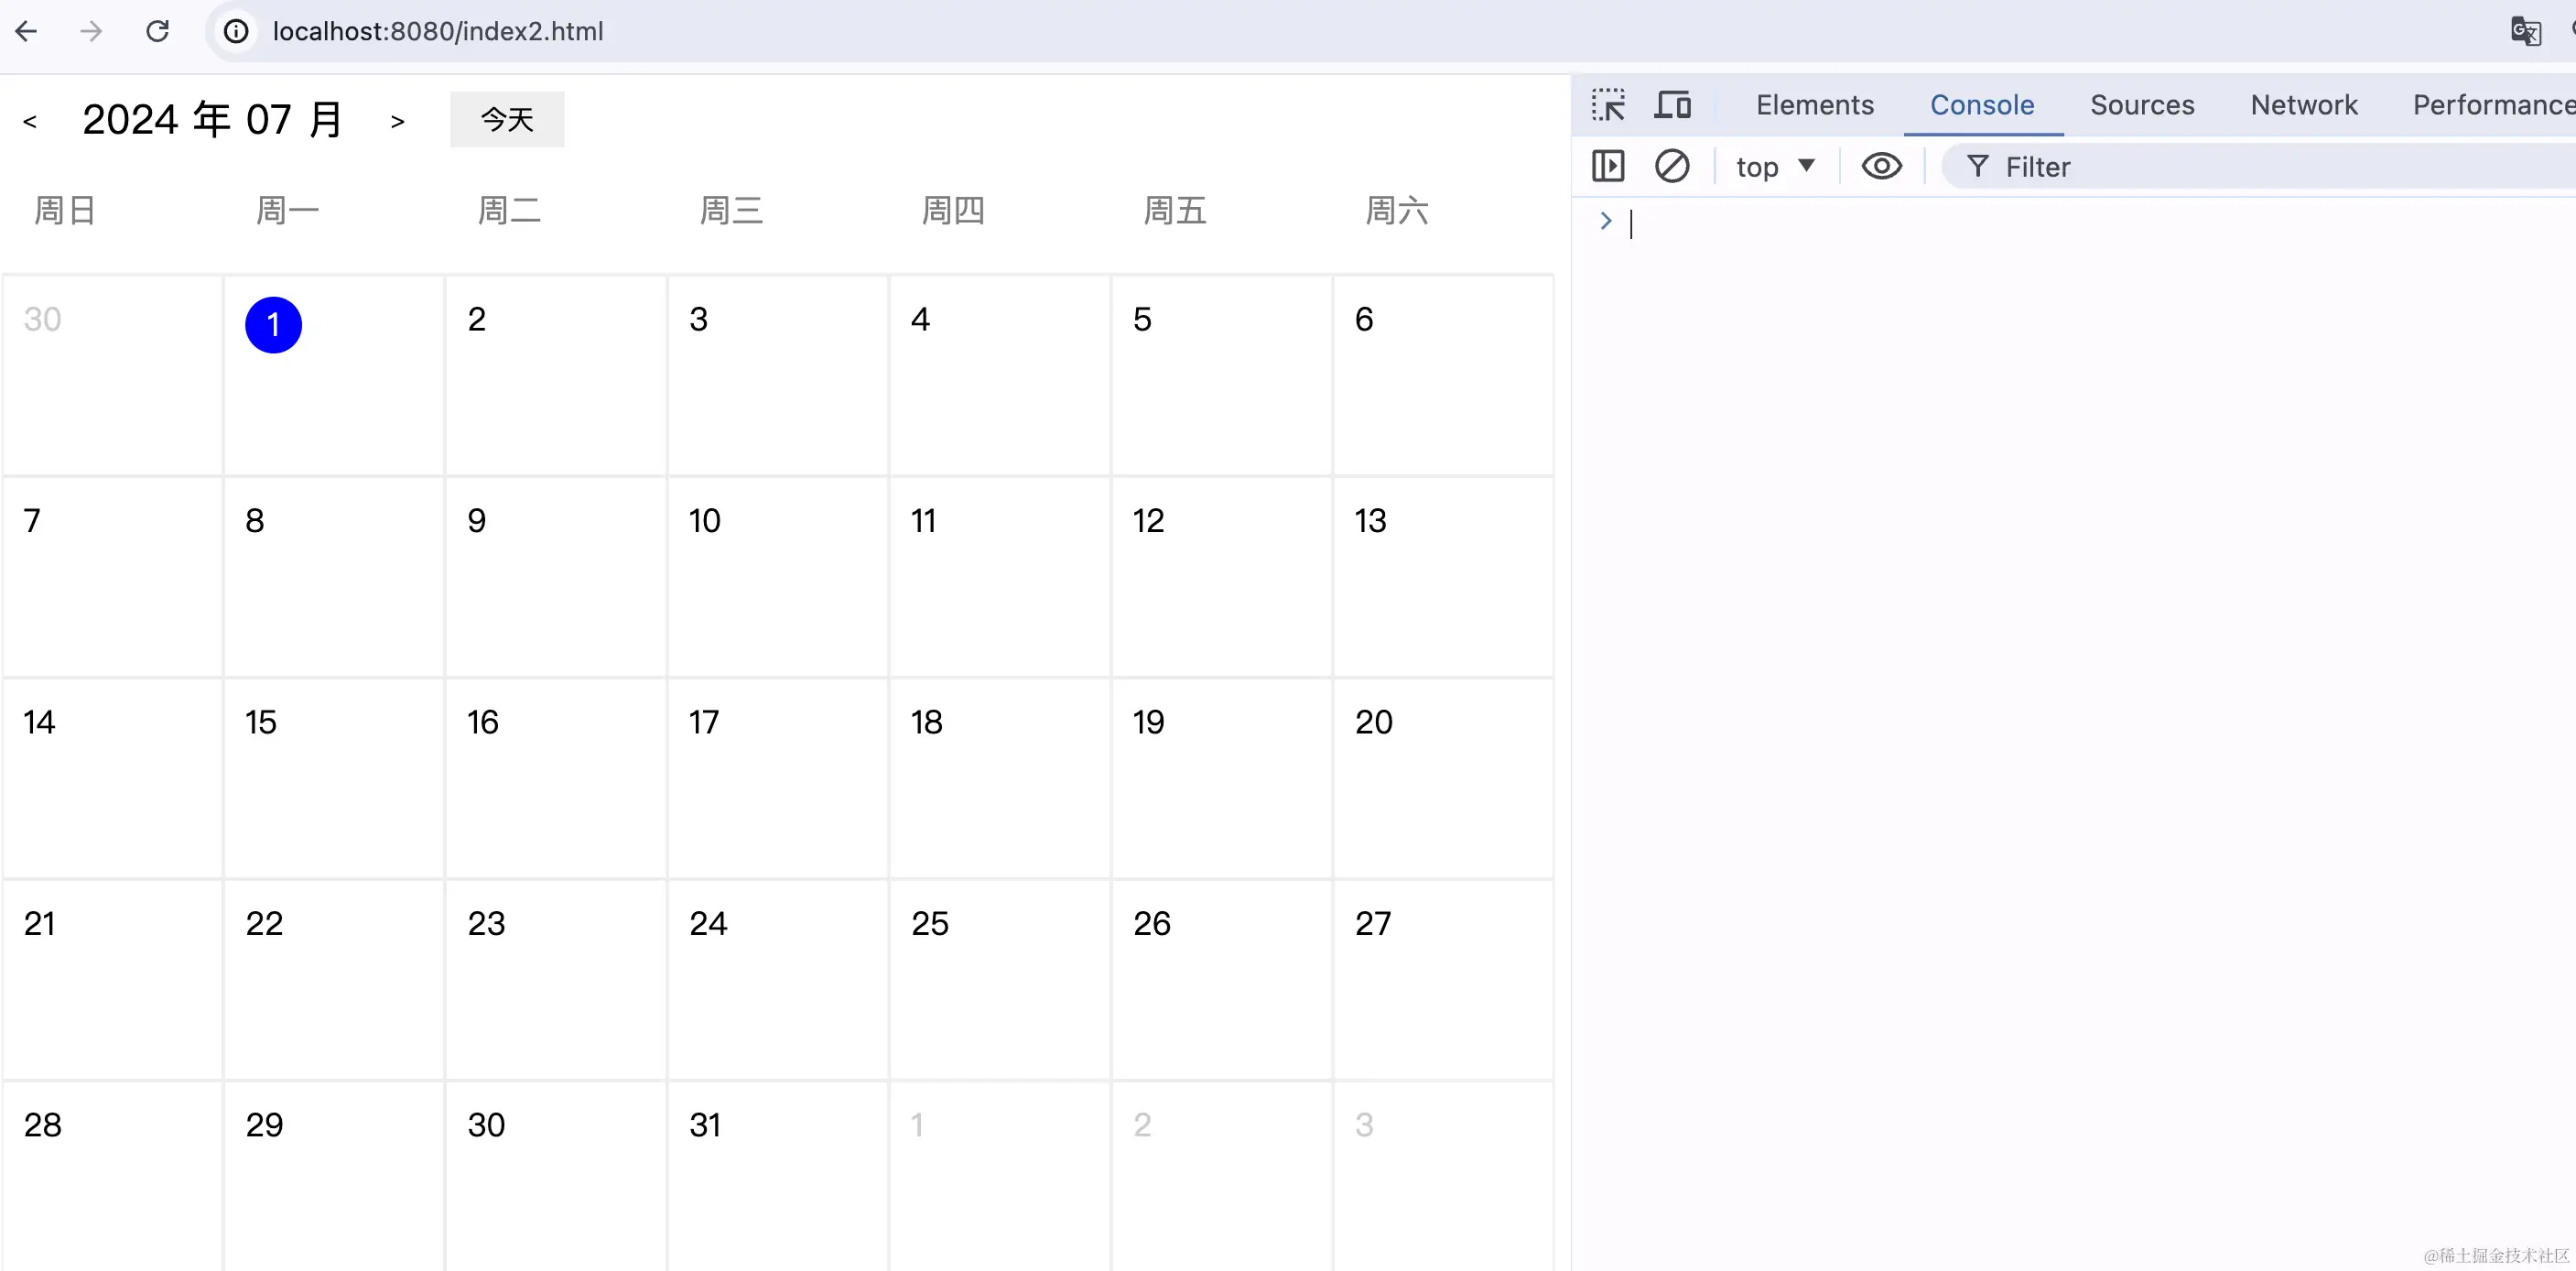 localhost:8080/index2.html
< 2024 年 07 月 > 今天
周日 周一 周二 周三 周四 周五 周六
30 1 2 3 4 5 6
7 8 9 10 11 12 13
14 15 16 17 18 19 20
21 22 23 24 25 26 27
28 29 30 31 1 2 3
Elements Console Sources Network Performance
top Filter
>
@稀土掘金技术社区